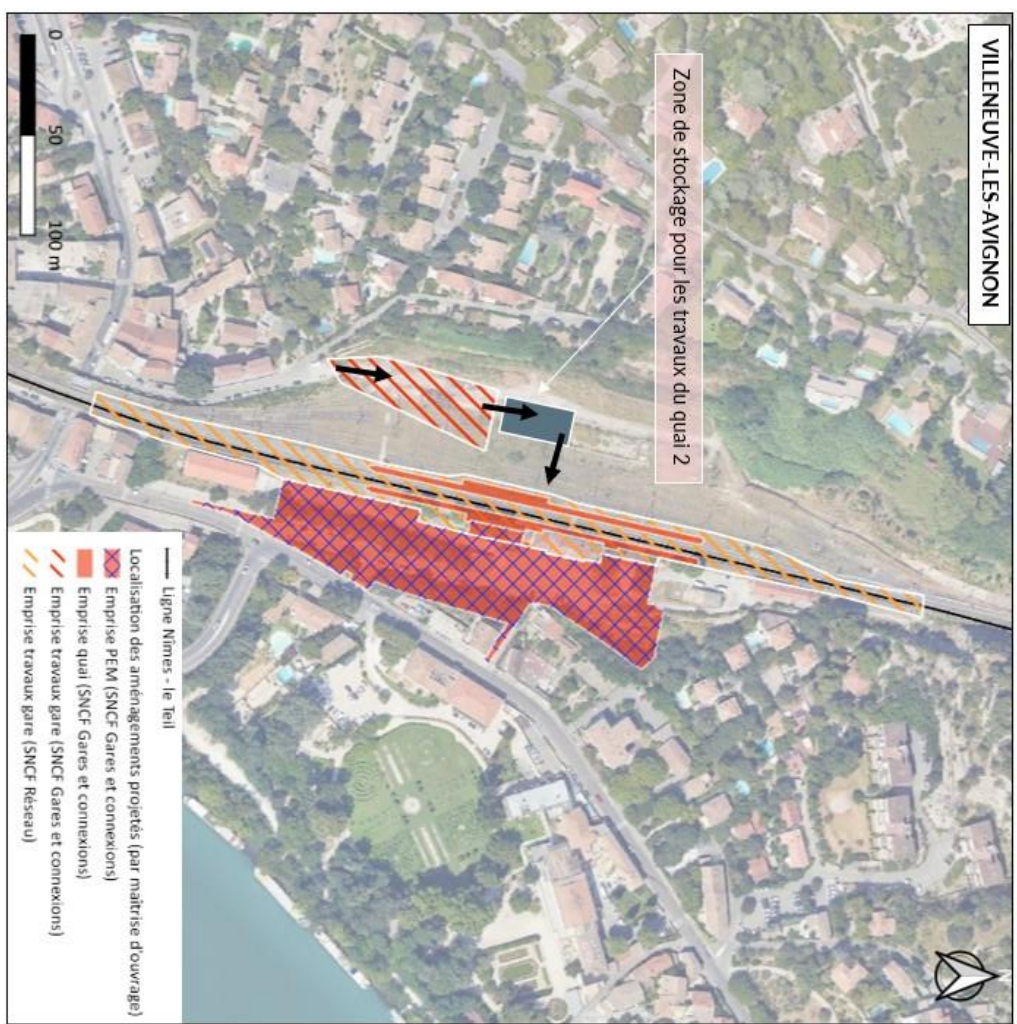 VILLENEUVE-LES-AVIGNON
Zone de stockage pour les travaux du quai 2
0 50 100 m
Ligne Nîmes - le Teil
Localisation des aménagements projetés (par maîtrise d'ouvrage)
Emprise PEM (SNCF Gares et connexions)
Emprise quai (SNCF Gares et connexions)
Emprise travaux gare (SNCF Gares et connexions)
Emprise travaux gare (SNCF Réseau)